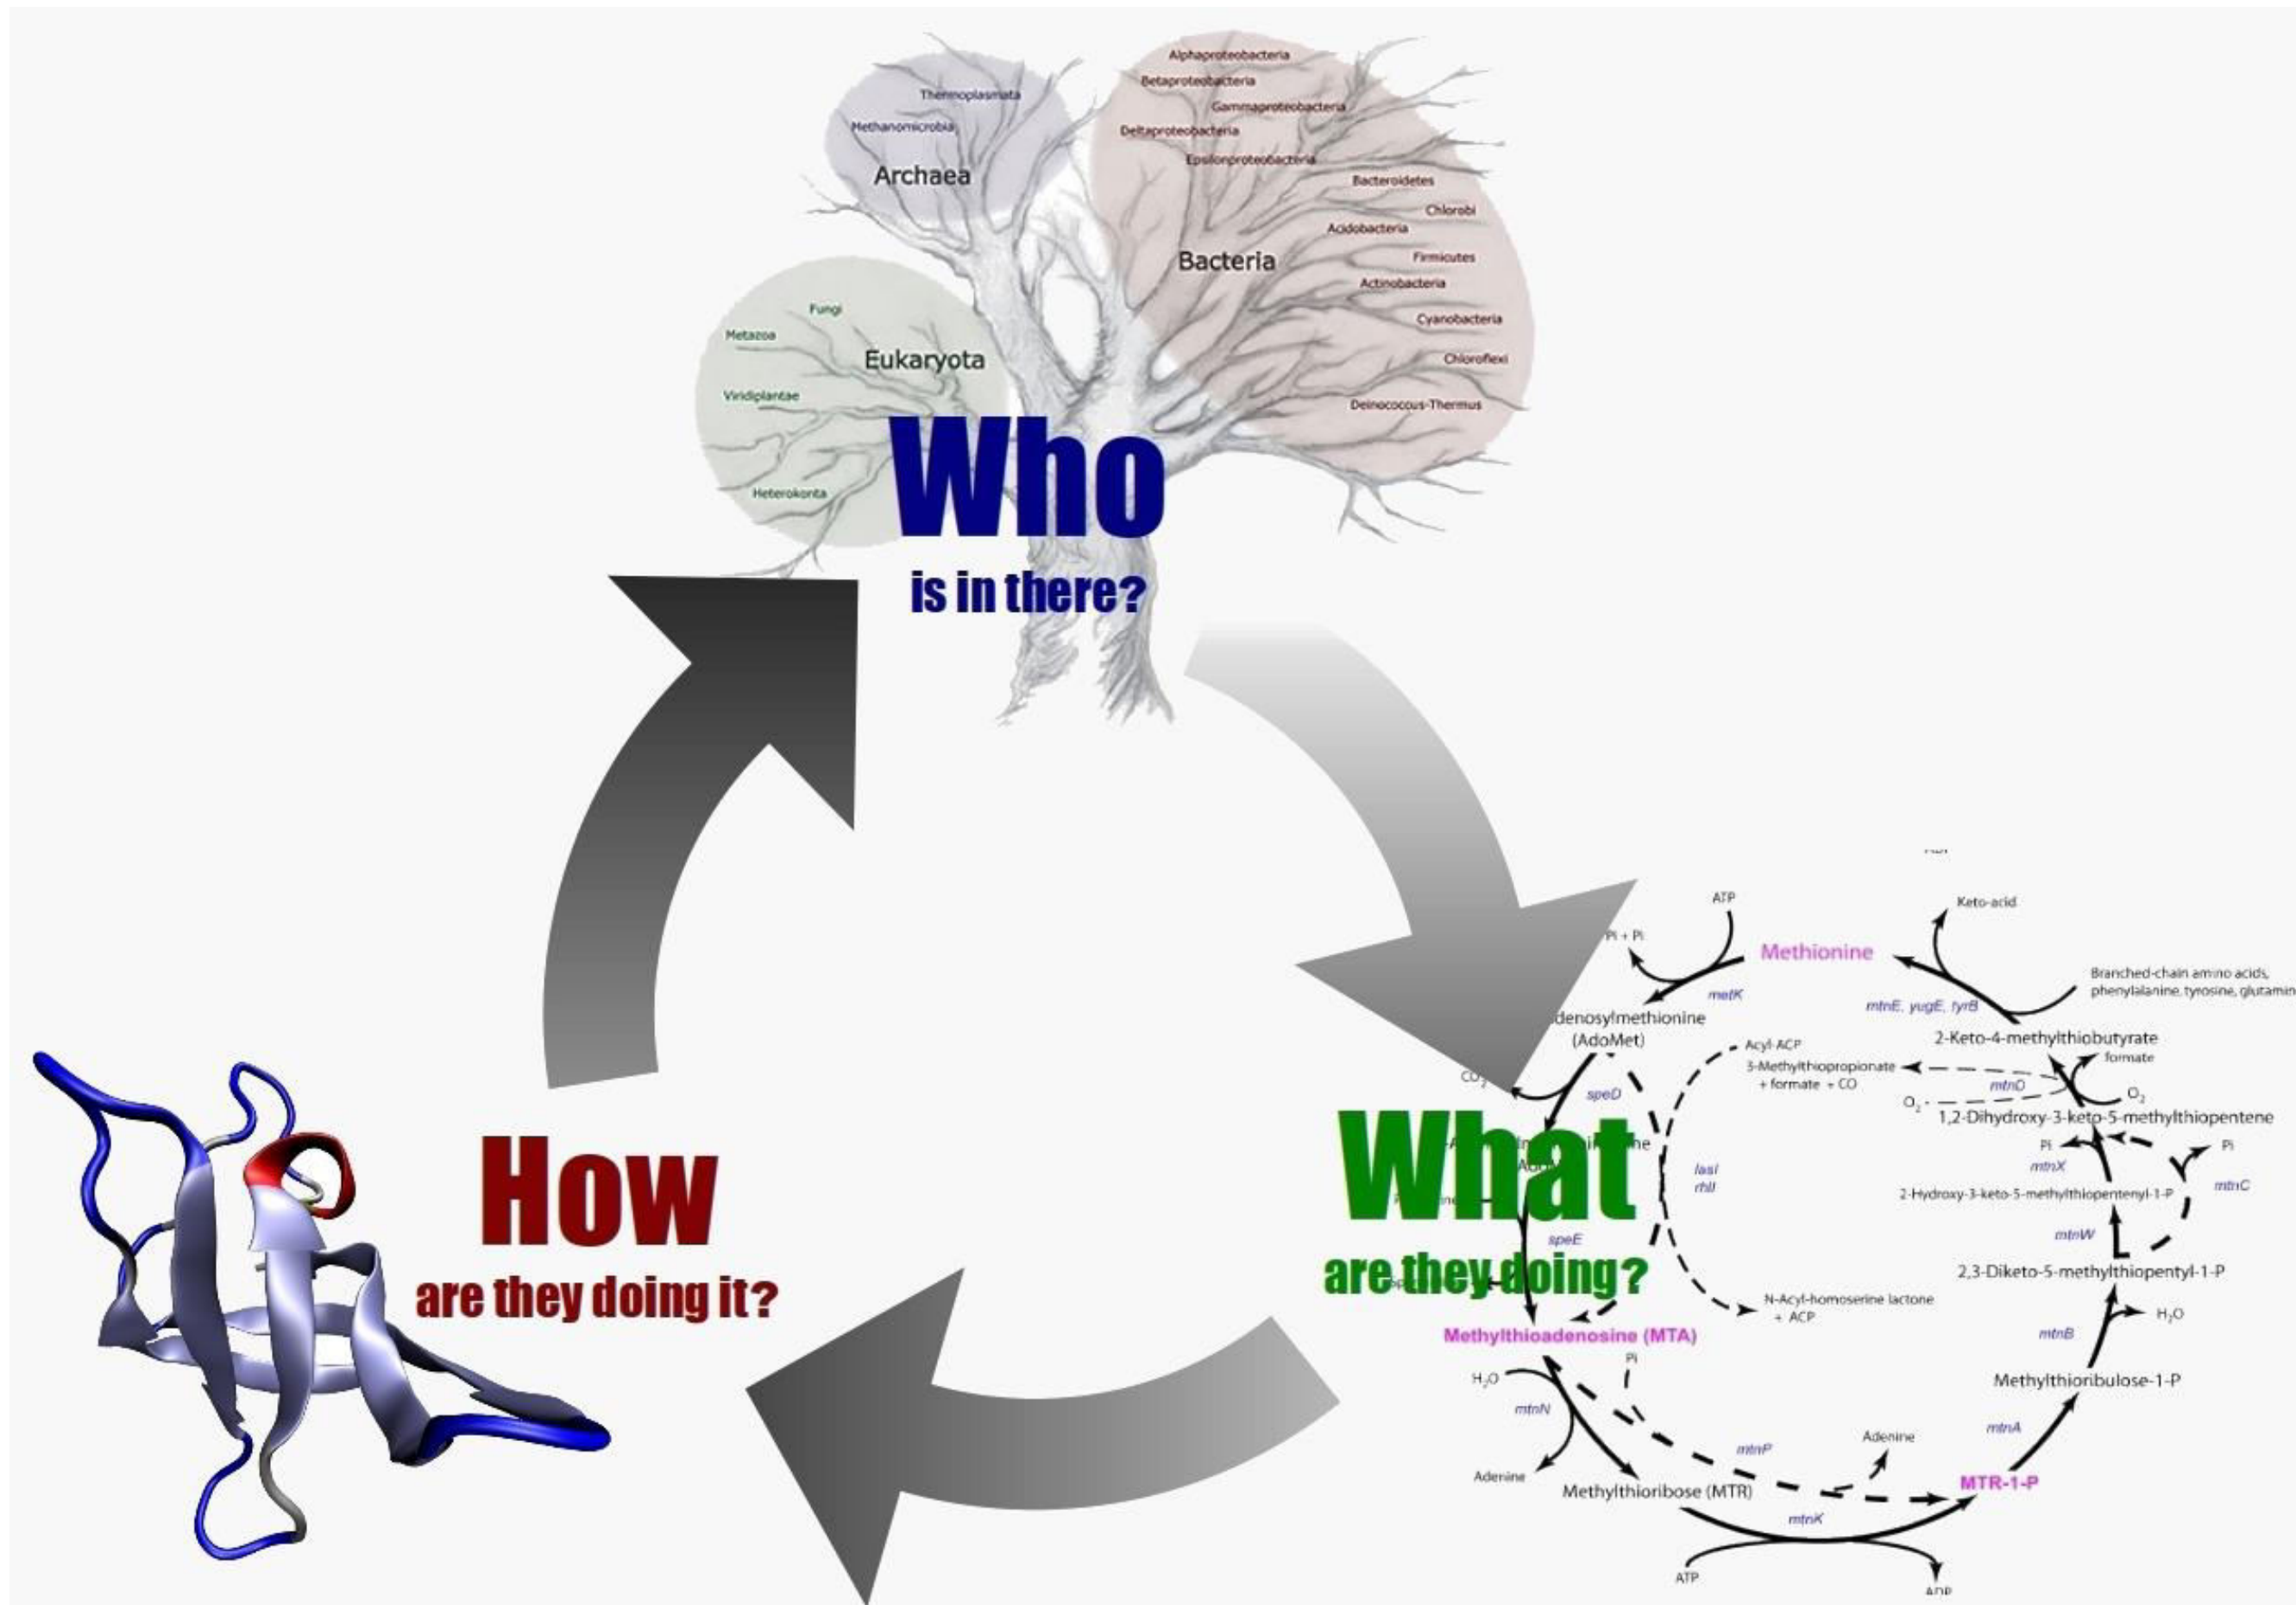 Alphaproteobacteria
Betaproteobacteria
Gammaproteobacteria
Deltaproteobacteria
Epsilonproteobacteria
Thermoplasmata
Methanomicrobia
Archaea
Bacteroidetes
Chlorobi
Acidobacteria
Bacteria
Firmicutes
Actinobacteria
Cyanobacteria
Chloroflexi
Deinococcus-Thermus
Fungi
Metazoa
Eukaryota
Viridiplantae
Heterokonta
Who
is in there?
ATP
Keto-acid
Pi + Pi
Methionine
Branched-chain amino acids,
phenylalanine, tyrosine, glutamin
metK
mtnE, yugE, tyrB
denosylmethionine
(AdoMet)
2-Keto-4-methylthiobutyrate
Acyl-ACP
formate
3-Methylthiopropionate
+ formate + CO
CO2
speD
mtnD
O2
O2
1,2-Dihydroxy-3-keto-5-methylthiopentene
What
are they doing?
Pi
Pi
mtnX
lasI
rhlI
2-Hydroxy-3-keto-5-methylthiopentenyl-1-P
mtnC
speE
mtnW
2,3-Diketo-5-methylthiopentyl-1-P
N-Acyl-homoserine lactone
+ ACP
H2O
mtnB
Methylthioadenosine (MTA)
Pi
H2O
Methylthioribulose-1-P
mtnN
mtnA
mtnP
Adenine
Adenine
Methylthioribose (MTR)
MTR-1-P
mtnK
ATP
ADP
How
are they doing it?